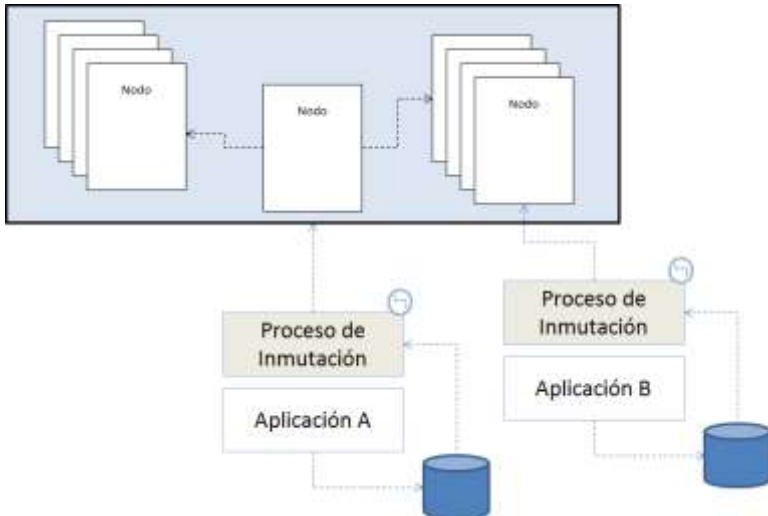 Nodo
Nodo
Nodo
Proceso de
Inmutación
Aplicación A
Proceso de
Inmutación
Aplicación B